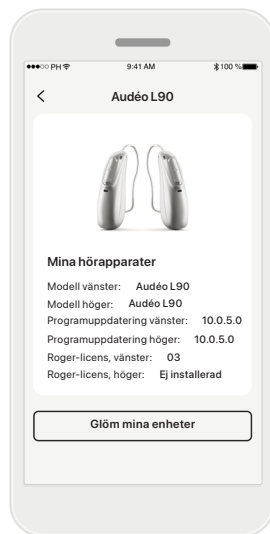 ●●●○○ PH 9:41 AM 100 %
Audéo L90
Mina hörapparater
Modell vänster: Audéo L90
Modell höger: Audéo L90
Programuppdatering vänster: 10.0.5.0
Programuppdatering höger: 10.0.5.0
Roger-licens, vänster: 03
Roger-licens, höger: Ej installerad
Glöm mina enheter